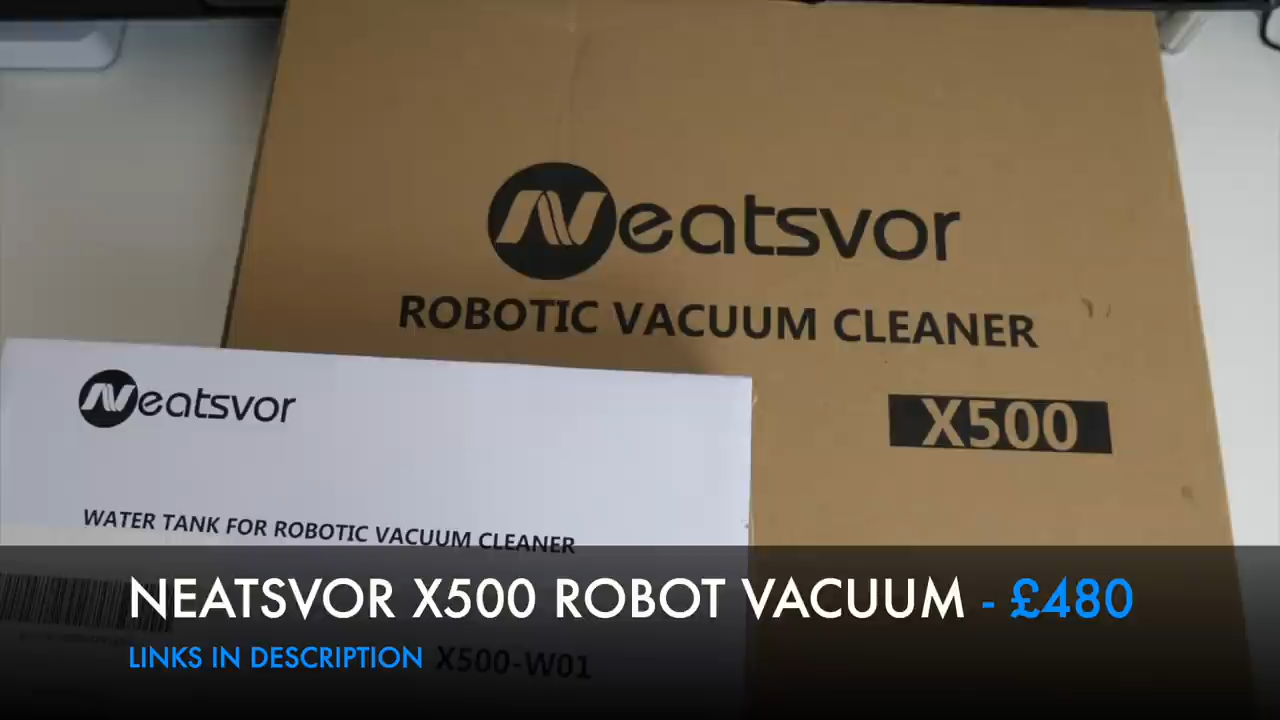 Neatsvor
ROBOTIC VACUUM CLEANER
X500
Neatsvor
WATER TANK FOR ROBOTIC VACUUM CLEANER
NEATSVOR X500 ROBOT VACUUM - £480
LINKS IN DESCRIPTION
X500-W01